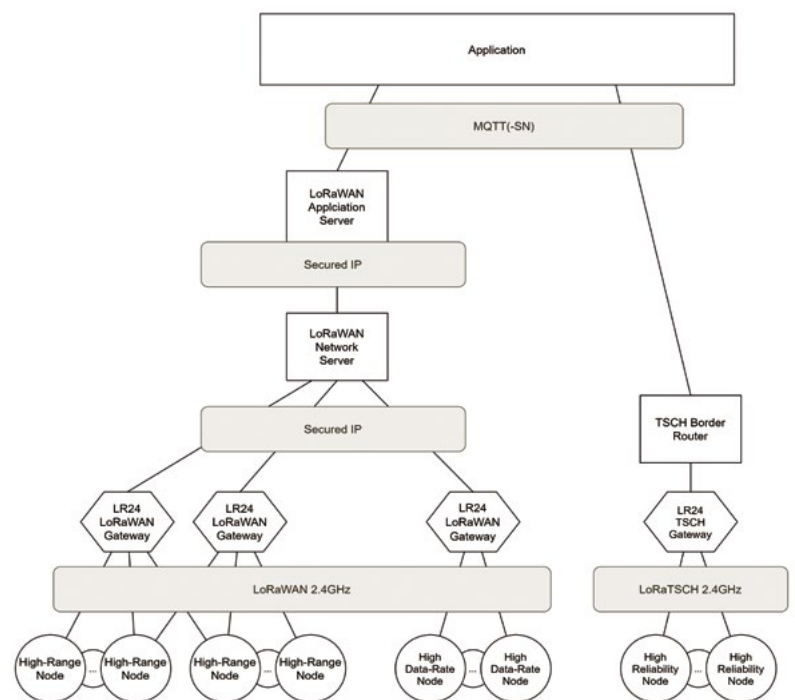 Application
MQTT(-SN)
LoRaWAN
Applciation
Server
Secured IP
LoRaWAN
Network
Server
Secured IP
TSCH Border
Router
LR24
LoRaWAN
Gateway
LR24
LoRaWAN
Gateway
LR24
LoRaWAN
Gateway
LR24
TSCH
Gateway
LoRaWAN 2.4GHz
LoRaTSCH 2.4GHz
High-Range
Node
...
High-Range
Node
High-Range
Node
...
High-Range
Node
High
Data-Rate
Node
...
High
Data-Rate
Node
High
Reliability
Node
...
High
Reliability
Node